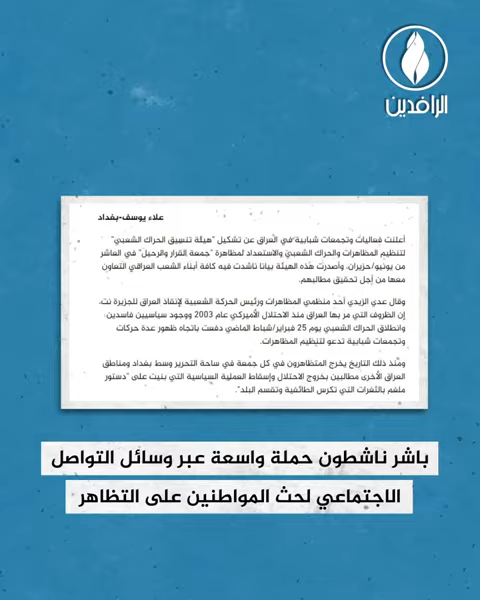 الرافدين
علاء يوسف-بغداد
أعلنت فعاليات وتجمعات شبابية في العراق عن تشكيل "هيئة تنسيق الحراك الشعبي"
لتنظيم المظاهرات والحراك الشعبي والاستعداد لمظاهرة "جمعة القرار والرحيل" في العاشر
من يونيو/حزيران، وأصدرت هذه الهيئة بيانا ناشدت فيه كافة أبناء الشعب العراقي التعاون
معها من أجل تحقيق مطالبهم.
وقال عدي الزيدي أحد منظمي المظاهرات ورئيس الحركة الشعبية لإنقاذ العراق للجزيرة نت،
إن الظروف التي مر بها العراق منذ الاحتلال الأميركي عام 2003 ووجود سياسيين فاسدين،
وانطلاق الحراك الشعبي يوم 25 فبراير/شباط الماضي دفعت باتجاه ظهور عدة حركات
وتجمعات شبابية تدعو لتنظيم المظاهرات.
ومنذ ذلك التاريخ يخرج المتظاهرون في كل جمعة في ساحة التحرير وسط بغداد ومناطق
العراق الأخرى مطالبين بخروج الاحتلال وإسقاط العملية السياسية التي بنيت على "دستور
ملغم بالثغرات التي تكرس الطائفية وتقسم البلد".
باشر ناشطون حملة واسعة عبر وسائل التواصل
الاجتماعي لحث المواطنين على التظاهر